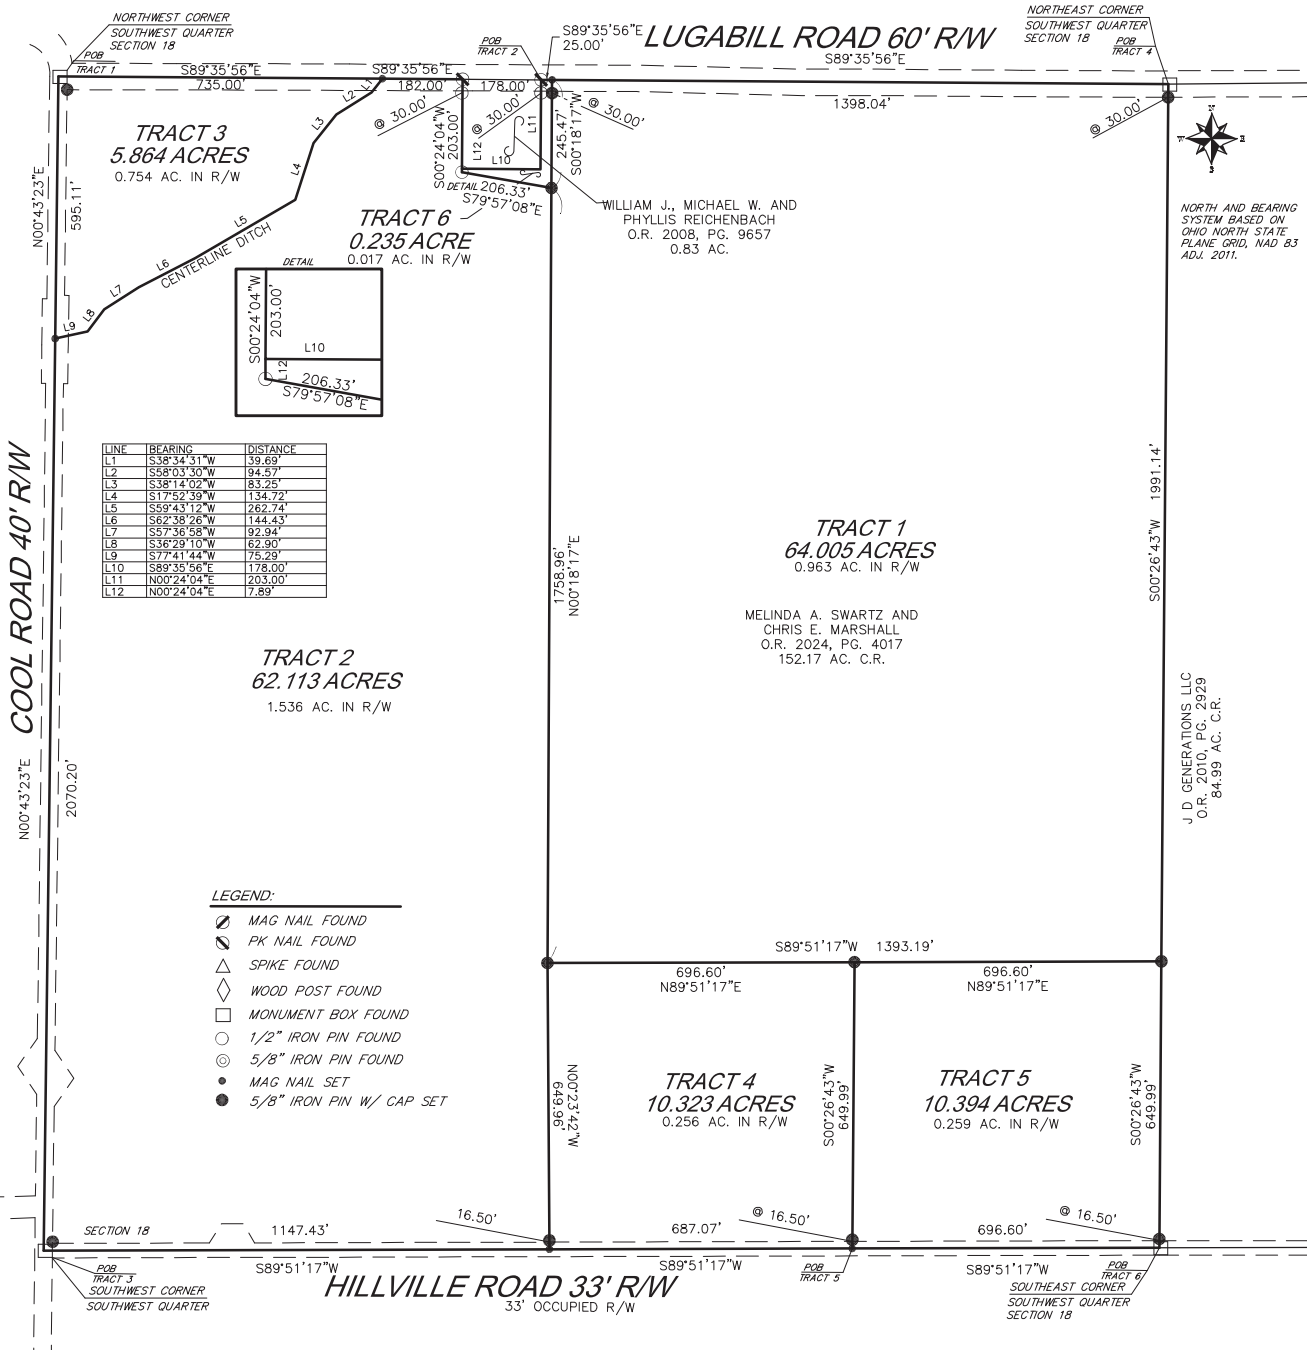 NORTHWEST CORNER
SOUTHWEST QUARTER
SECTION 18
POB
TRACT 1
S89°35'56"E
735.00'
S89°35'56"E
182.00'
POB
TRACT 2
178.00'
S89°35'56"E
25.00'
LUGABILL ROAD 60' R/W
S89°35'56"E
1398.04'
NORTHEAST CORNER
SOUTHWEST QUARTER
SECTION 18
POB
TRACT 4
@ 30.00'
@ 30.00'
@ 30.00'
@ 30.00'
TRACT 3
5.864 ACRES
0.754 AC. IN R/W
N00°43'23"E
595.11'
L1
L2
L3
L4
L5
L6
L7
L8
L9
CENTERLINE DITCH
S00°24'04"W
203.00'
L12
L10
L11
245.47'
S00°18'17"W
DETAIL
206.33'
S79°57'08"E
TRACT 6
0.235 ACRE
0.017 AC. IN R/W
WILLIAM J., MICHAEL W. AND
PHYLLIS REICHENBACH
O.R. 2008, PG. 9657
0.83 AC.
N
W
E
S
NORTH AND BEARING
SYSTEM BASED ON
OHIO NORTH STATE
PLANE GRID, NAD 83
ADJ. 2011.
DETAIL
S00°24'04"W
203.00'
L10
L12
206.33'
S79°57'08"E
LINE BEARING DISTANCE
L1 S38°34'31"W 39.69'
L2 S58°03'30"W 94.57'
L3 S38°14'02"W 83.25'
L4 S17°52'39"W 134.72'
L5 S59°43'12"W 262.74'
L6 S62°38'26"W 144.43'
L7 S57°36'58"W 92.94'
L8 S36°29'10"W 62.90'
L9 S77°41'44"W 75.29'
L10 S89°35'56"E 178.00'
L11 N00°24'04"E 203.00'
L12 N00°24'04"E 7.89'
COOL ROAD 40' R/W
N00°43'23"E
2070.20'
TRACT 2
62.113 ACRES
1.536 AC. IN R/W
1758.96'
N00°18'17"E
TRACT 1
64.005 ACRES
0.963 AC. IN R/W
MELINDA A. SWARTZ AND
CHRIS E. MARSHALL
O.R. 2024, PG. 4017
152.17 AC. C.R.
S00°26'43"W 1991.14'
J D GENERATIONS LLC
O.R. 2010, PG. 2929
84.99 AC. C.R.
LEGEND:
MAG NAIL FOUND
PK NAIL FOUND
SPIKE FOUND
WOOD POST FOUND
MONUMENT BOX FOUND
1/2" IRON PIN FOUND
5/8" IRON PIN FOUND
MAG NAIL SET
5/8" IRON PIN W/ CAP SET
S89°51'17"W 1393.19'
696.60'
N89°51'17"E
696.60'
N89°51'17"E
N00°23'42"W
649.96'
TRACT 4
10.323 ACRES
0.256 AC. IN R/W
S00°26'43"W
649.99'
TRACT 5
10.394 ACRES
0.259 AC. IN R/W
S00°26'43"W
649.99'
SECTION 18
1147.43'
16.50'
687.07'
@ 16.50'
696.60'
@ 16.50'
POB
TRACT 3
SOUTHWEST CORNER
SOUTHWEST QUARTER
S89°51'17"W
HILLVILLE ROAD 33' R/W
33' OCCUPIED R/W
S89°51'17"W
POB
TRACT 5
S89°51'17"W
POB
TRACT 6
SOUTHEAST CORNER
SOUTHWEST QUARTER
SECTION 18